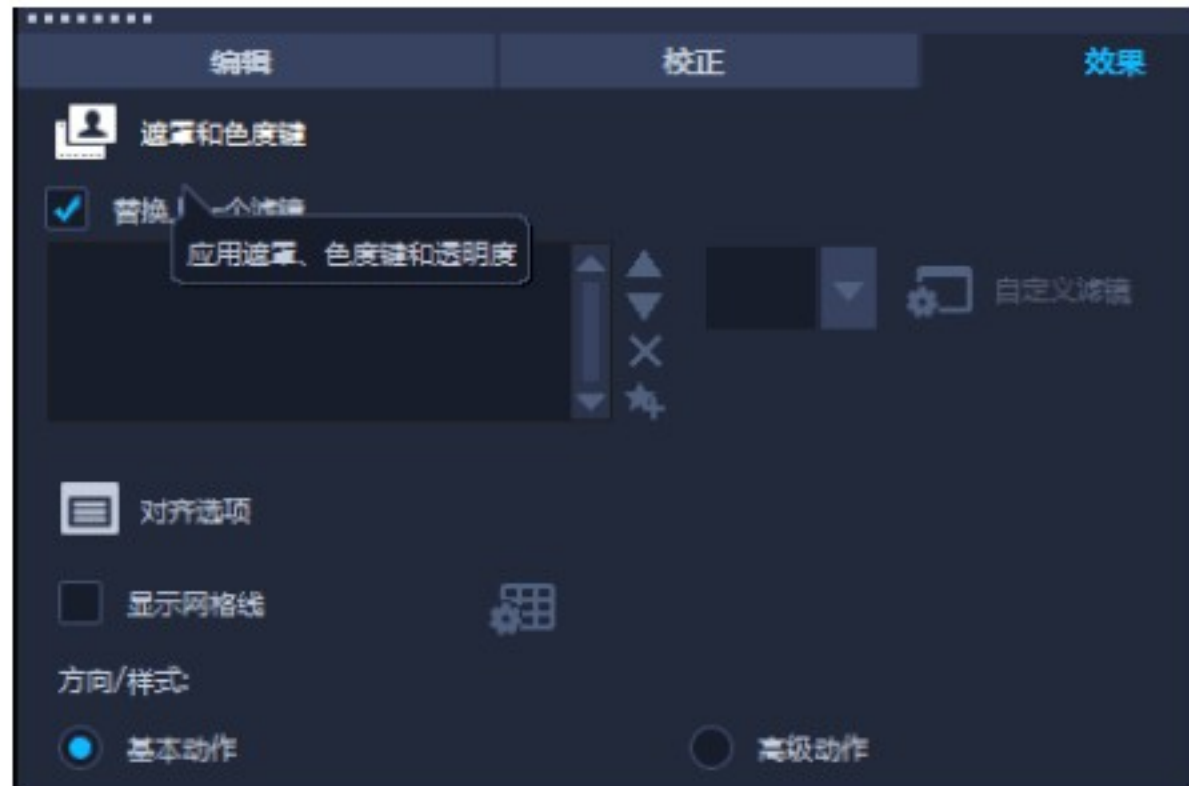 编辑 校正 效果
遮罩和色度键
替换上一个滤镜
应用遮罩、色度键和透明度
自定义滤镜
对齐选项
显示网格线
方向/样式:
基本动作 高级动作